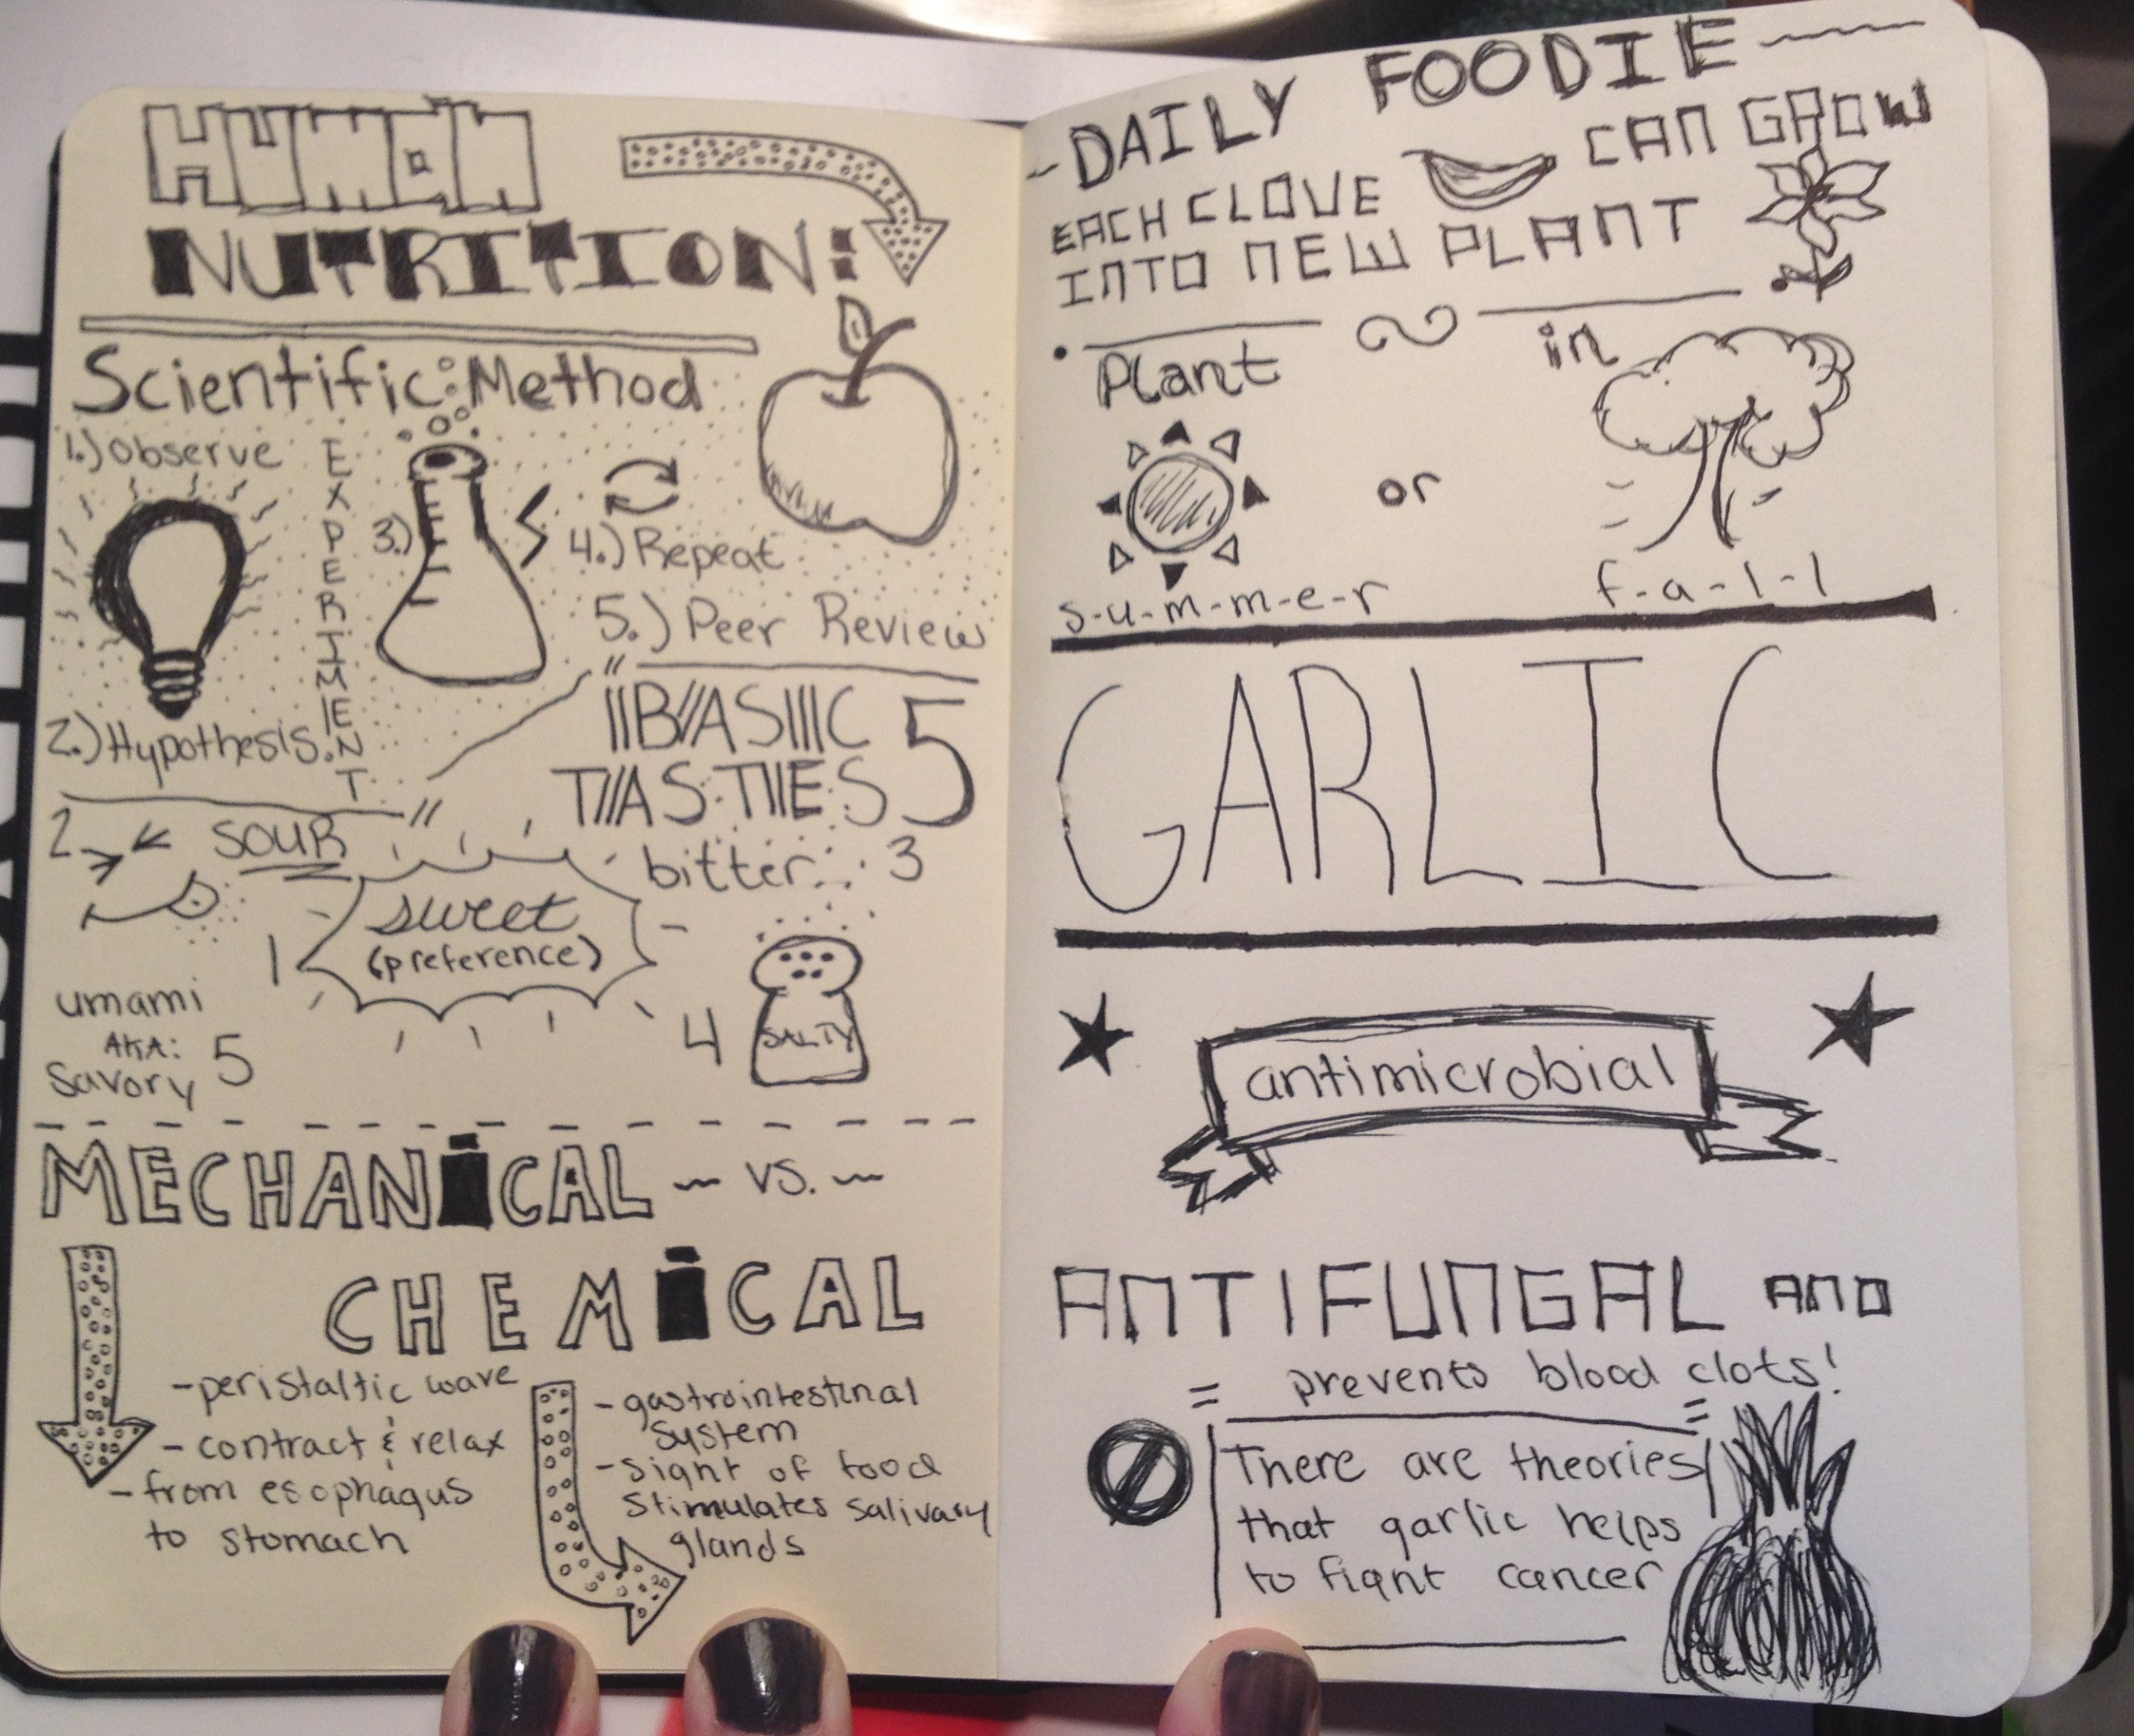 HUMAN
NUTRITION:
Scientific Method
1.) Observe
2.) Hypothesis
EXPERIMENT
3.)
4.) Repeat
5.) Peer Review
BASIC
TASTES
5
2
SOUR
bitter 3
1
sweet
(preference)
4
SALTY
umami
AKA:
Savory
5
MECHANICAL ~ vs. ~
CHEMICAL
- peristaltic wave
- contract & relax
- from esophagus
to stomach
- gastrointestinal
system
- sight of food
stimulates salivary
glands
DAILY FOODIE
EACH CLOVE CAN GROW
INTO NEW PLANT
Plant in
or
s-u-m-m-e-r f-a-l-l
GARLIC
antimicrobial
ANTIFUNGAL AND
prevents blood clots!
There are theories
that garlic helps
to fight cancer